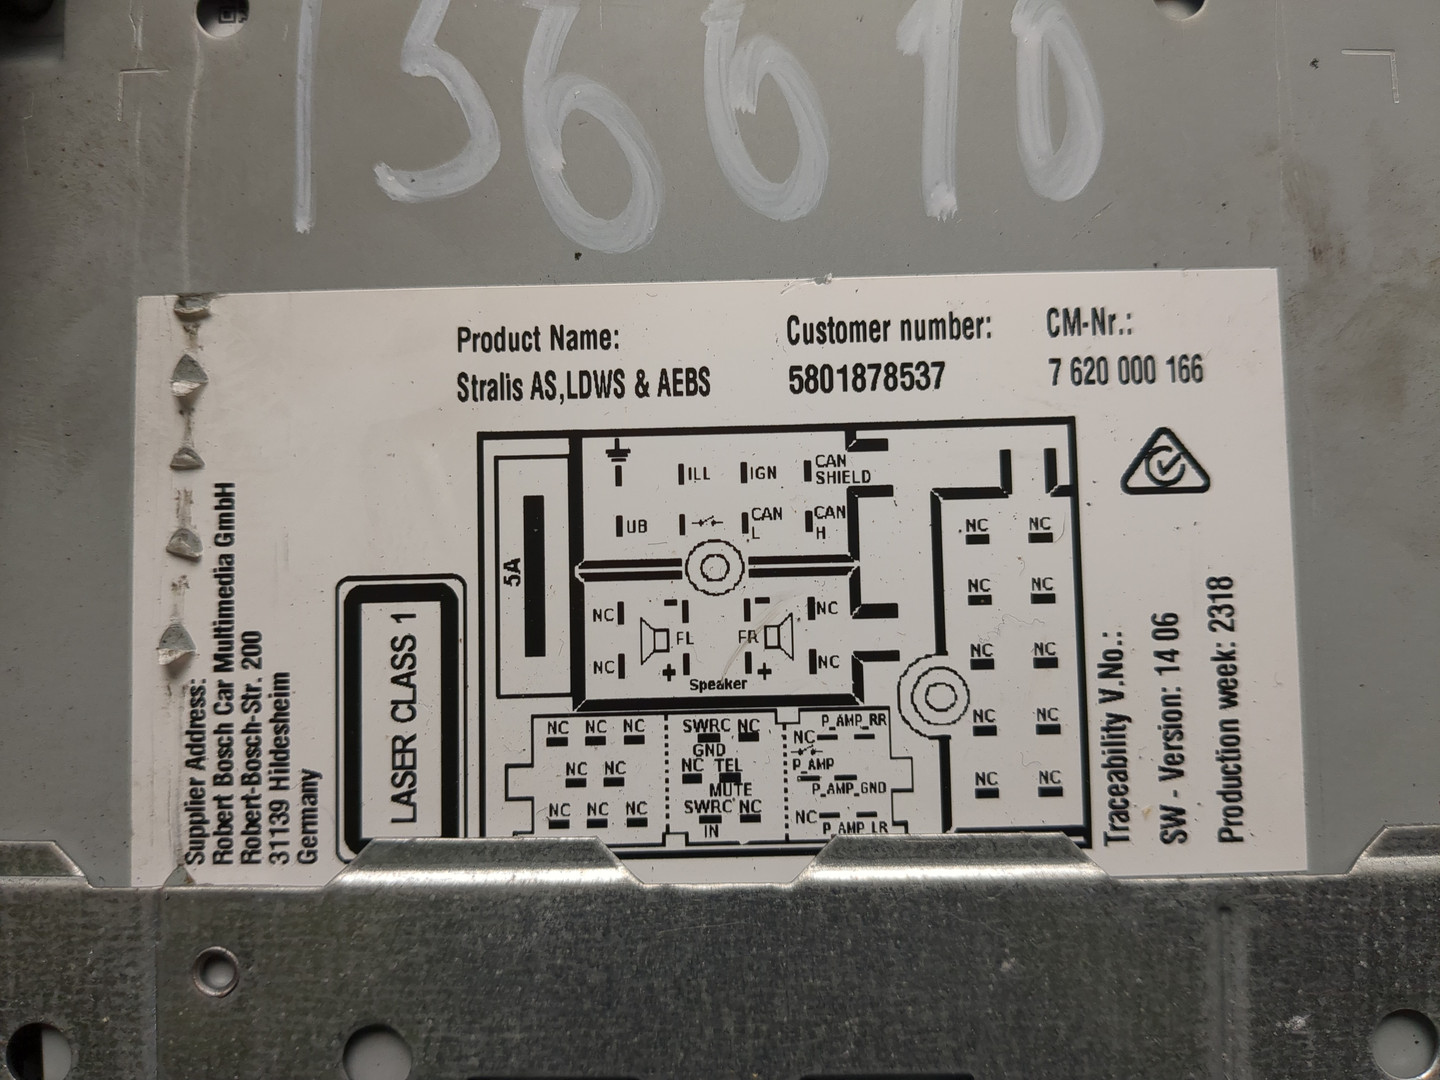 156610
Product Name:
Stralis AS,LDWS & AEBS
Customer number:
5801878537
CM-Nr.:
7 620 000 166
ILL IGN CAN SHIELD
UB CAN L CAN H
5A
NC - - NC
FL FR
NC + + NC
Speaker
NC NC
NC NC
NC NC
NC NC
NC NC
NC NC NC
NC NC
NC NC NC
SWRC NC
GND
NC TEL
MUTE
SWRC NC
IN
P_AMP_RR
NC
P_AMP
P_AMP_GND
NC
P_AMP_LR
LASER CLASS 1
Supplier Address:
Robert Bosch Car Multimedia GmbH
Robert-Bosch-Str. 200
31139 Hildesheim
Germany
Traceability V.No.:
SW - Version: 14 06
Production week: 2318